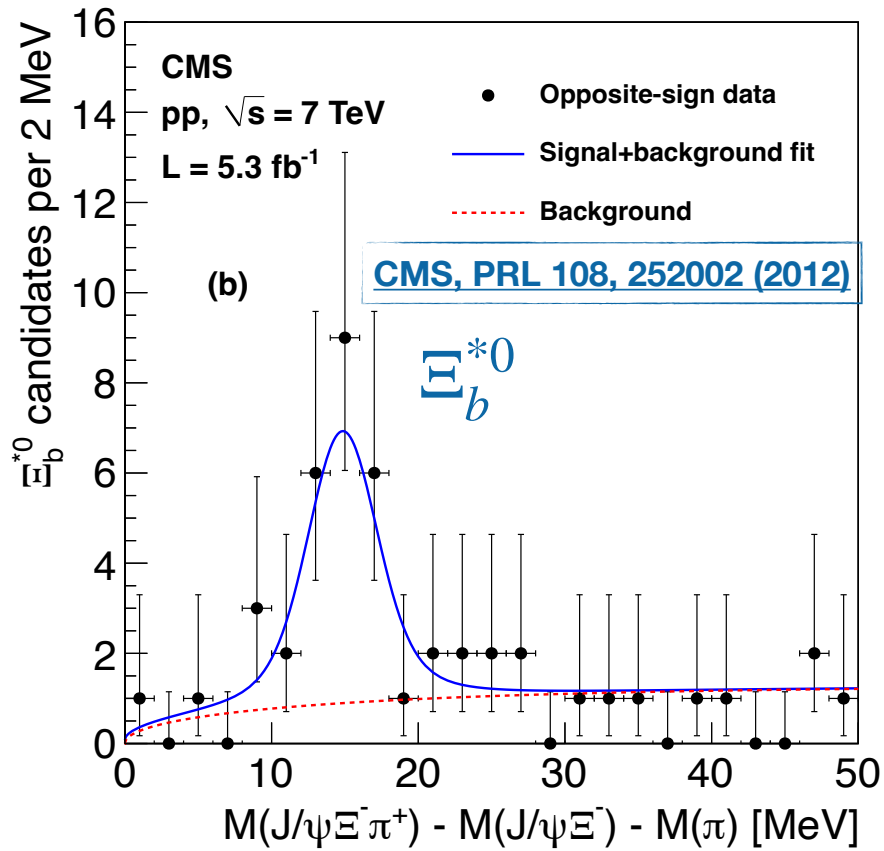 CMS
pp, √s = 7 TeV
L = 5.3 fb⁻¹
Opposite-sign data
Signal+background fit
Background
CMS, PRL 108, 252002 (2012)
(b)
Ξ_b^{*0}
Ξ_b^{*0} candidates per 2 MeV
16
14
12
10
8
6
4
2
0
0 10 20 30 40 50
M(J/ψΞ⁻π⁺) - M(J/ψΞ⁻) - M(π) [MeV]